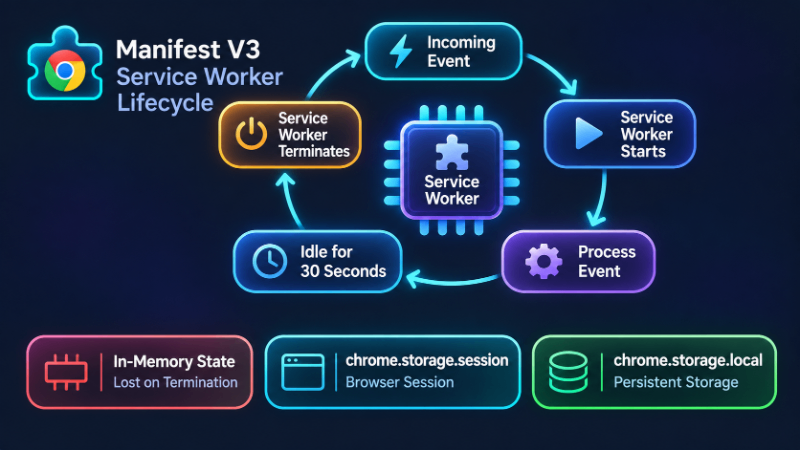 Manifest V3
Service Worker
Lifecycle
Incoming
Event
Service
Worker
Starts
Process
Event
Idle for
30 Seconds
Service
Worker
Terminates
Service
Worker
In-Memory State
Lost on Termination
chrome.storage.session
Browser Session
chrome.storage.local
Persistent Storage